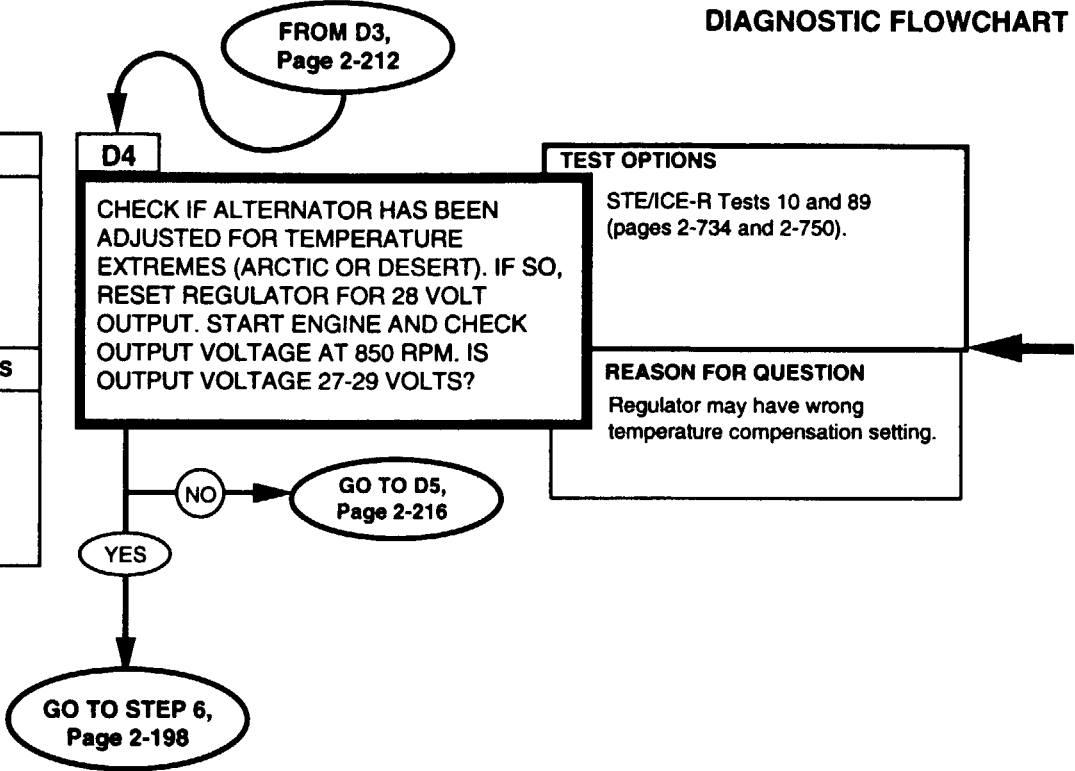 DIAGNOSTIC FLOWCHART
FROM D3,
Page 2-212
D4
CHECK IF ALTERNATOR HAS BEEN
ADJUSTED FOR TEMPERATURE
EXTREMES (ARCTIC OR DESERT). IF SO,
RESET REGULATOR FOR 28 VOLT
OUTPUT. START ENGINE AND CHECK
OUTPUT VOLTAGE AT 850 RPM. IS
OUTPUT VOLTAGE 27-29 VOLTS?
TEST OPTIONS
STE/ICE-R Tests 10 and 89
(pages 2-734 and 2-750).
S
REASON FOR QUESTION
Regulator may have wrong
temperature compensation setting.
NO
GO TO D5,
Page 2-216
YES
GO TO STEP 6,
Page 2-198